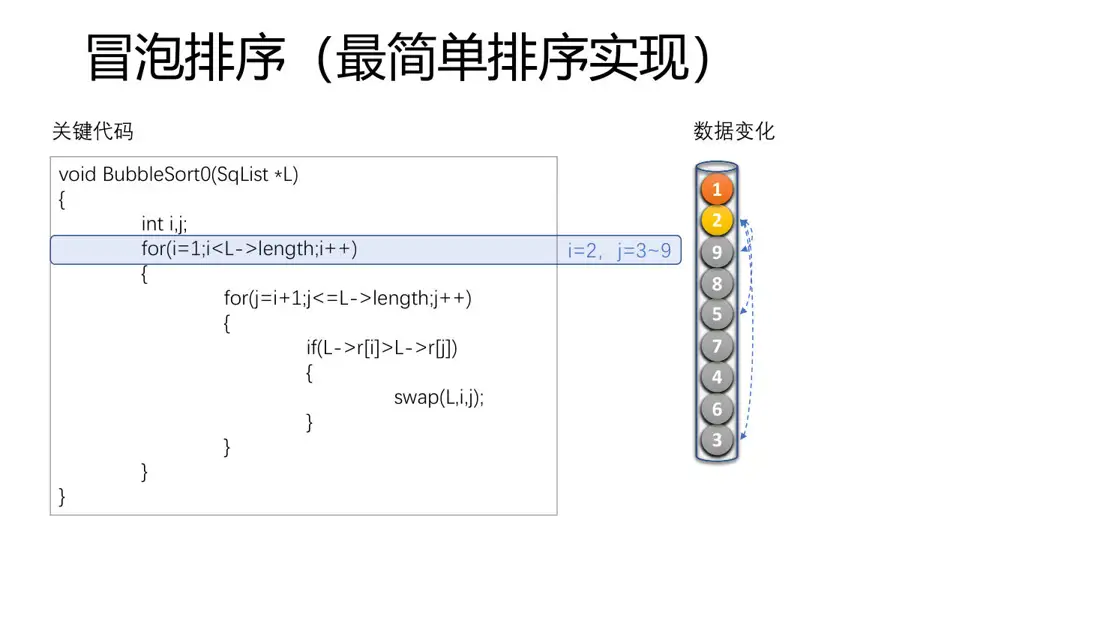 冒泡排序（最简单排序实现）
关键代码
void BubbleSort0(SqList *L)
{
int i,j;
for(i=1;i<L->length;i++)
i=2，j=3~9
{
for(j=i+1;j<=L->length;j++)
{
if(L->r[i]>L->r[j])
{
swap(L,i,j);
}
}
}
}
数据变化
1
2
9
8
5
7
4
6
3